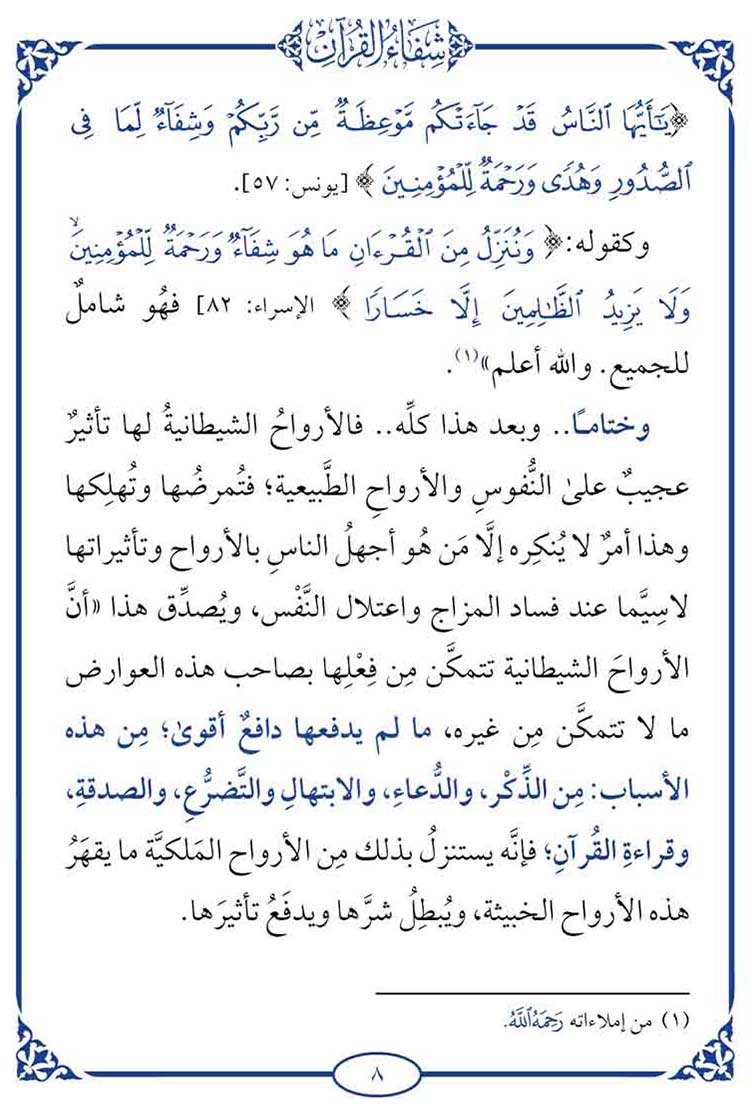 شِفَاءُ القُرْآنِ
﴿يَٰٓأَيُّهَا ٱلنَّاسُ قَدْ جَآءَتْكُم مَّوْعِظَةٌ مِّن رَّبِّكُمْ وَشِفَآءٌ لِّمَا فِى
ٱلصُّدُورِ وَهُدًى وَرَحْمَةٌ لِّلْمُؤْمِنِينَ﴾ [يونس: ٥٧].
وكقوله: ﴿وَنُنَزِّلُ مِنَ ٱلْقُرْءَانِ مَا هُوَ شِفَآءٌ وَرَحْمَةٌ لِّلْمُؤْمِنِينَۙ
وَلَا يَزِيدُ ٱلظَّٰلِمِينَ إِلَّا خَسَارًا﴾ الإسراء: ٨٢] فهُو شاملٌ
للجميع. والله أعلم»(١).
وختامـًا.. وبعد هذا كلِّه.. فالأرواحُ الشيطانيةُ لها تأثيرٌ
عجيبٌ علىٰ النُّفوسِ والأرواحِ الطَّبيعية؛ فتُمرضُها وتُهلِكها
وهذا أمرٌ لا يُنكِره إلَّا مَن هُو أجهلُ الناسِ بالأرواح وتأثيراتها
لاسِيَّما عند فساد المزاج واعتلال النَّفْس، ويُصدِّق هذا «أنَّ
الأرواحَ الشيطانية تتمكَّن مِن فِعْلِها بصاحب هذه العوارض
ما لا تتمكَّن مِن غيره، ما لم يدفعها دافعٌ أقوىٰ؛ مِن هذه
الأسباب: مِن الذِّكْر، والدُّعاءِ، والابتهالِ والتَّضرُّعِ، والصدقةِ،
وقراءةِ القُرآنِ؛ فإنَّه يستنزلُ بذلك مِن الأرواح المَلكيَّة ما يقهَرُ
هذه الأرواح الخبيثة، ويُبطِلُ شرَّها ويدفَعُ تأثيرَها.
(١) من إملاءاته رَحِمَهُ ٱللَّهُ.
٨